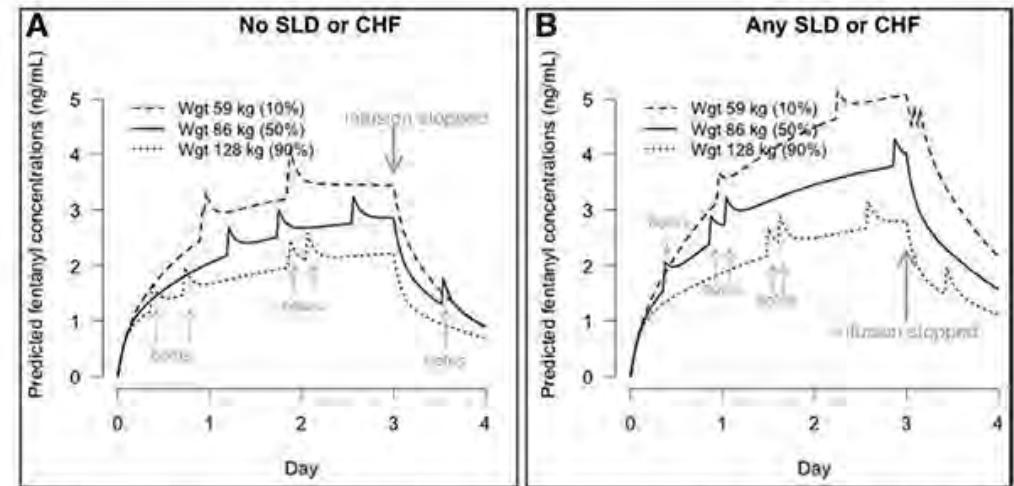 A
No SLD or CHF
Predicted fentanyl concentrations (ng/mL)
5
4
3
2
1
0
Wgt 59 kg (10%)
Wgt 86 kg (50%)
Wgt 128 kg (90%)
infusion stopped
bolus
bolus
bolus
0 1 2 3 4
Day
B
Any SLD or CHF
Predicted fentanyl concentrations (ng/mL)
5
4
3
2
1
0
Wgt 59 kg (10%)
Wgt 86 kg (50%)
Wgt 128 kg (90%)
bolus
bolus
bolus
infusion stopped
0 1 2 3 4
Day